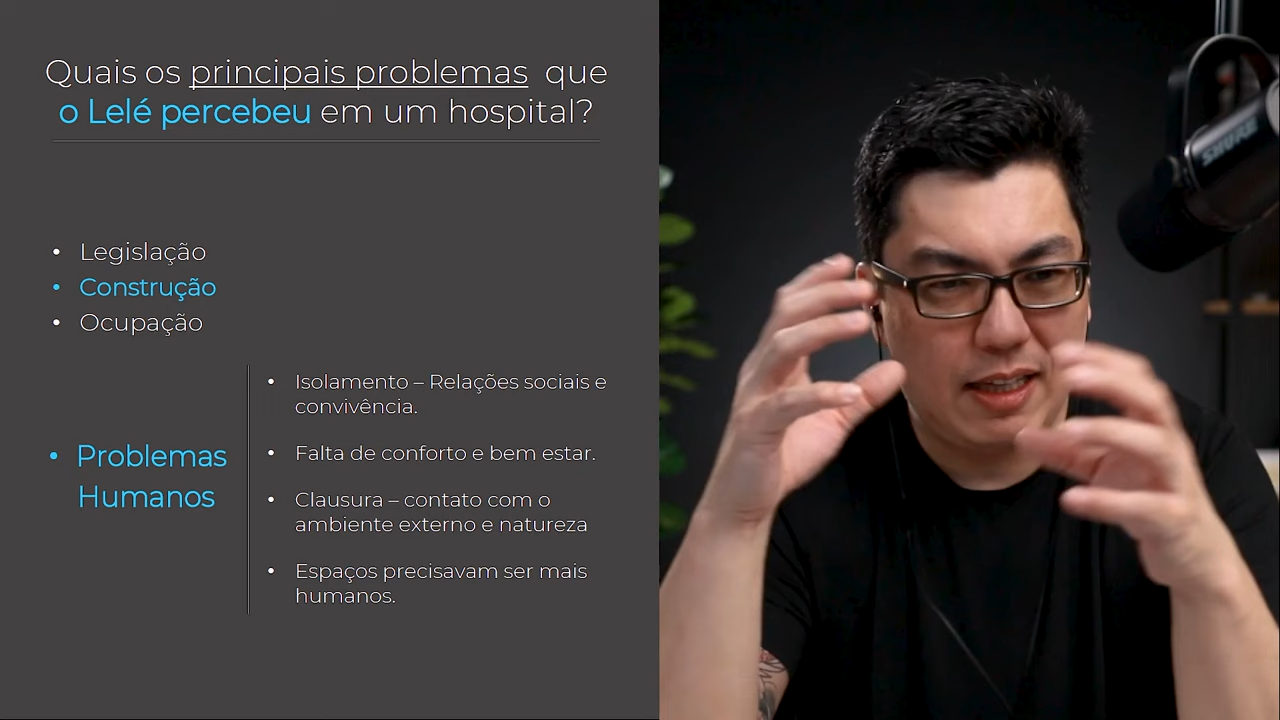 Quais os principais problemas que
o Lelé percebeu em um hospital?
• Legislação
• Construção
• Ocupação
• Problemas
Humanos
• Isolamento – Relações sociais e
convivência.
• Falta de conforto e bem estar.
• Clausura – contato com o
ambiente externo e natureza
• Espaços precisavam ser mais
humanos.
SHURE